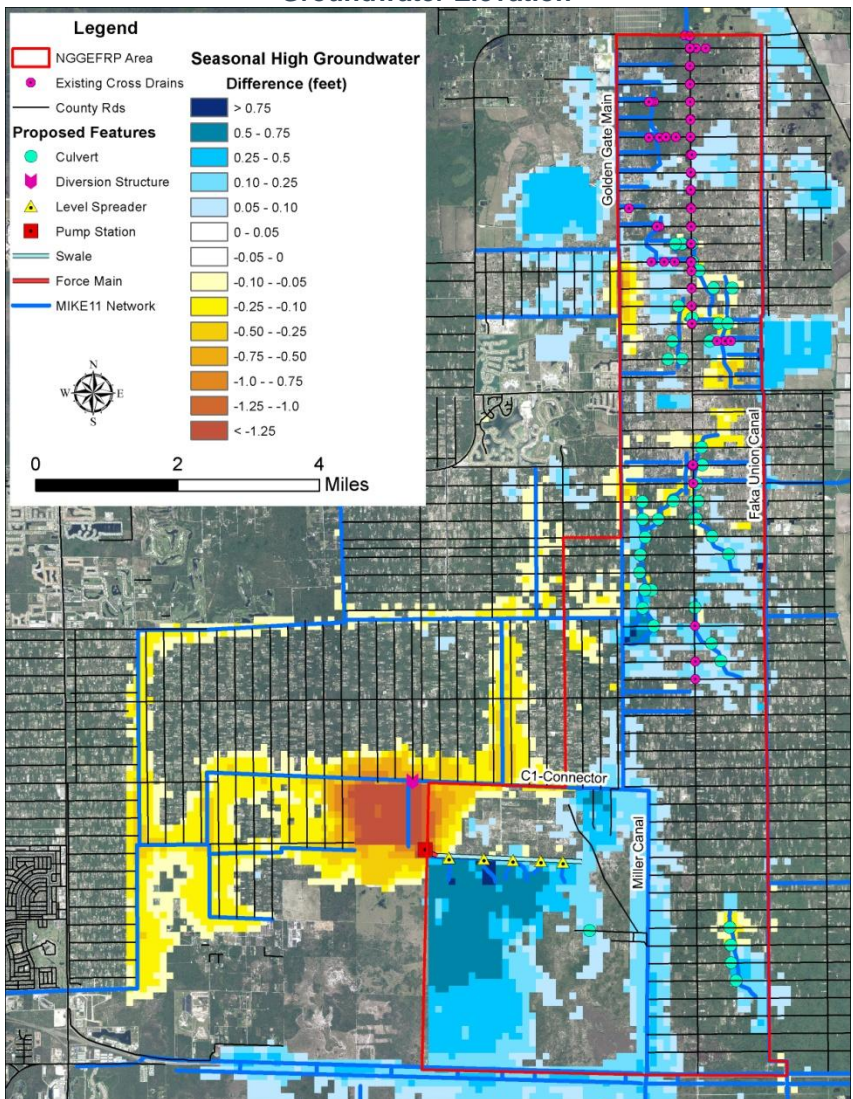 Groundwater Elevation
Legend
NGGEFRP Area
Existing Cross Drains
County Rds
Proposed Features
Culvert
Diversion Structure
Level Spreader
Pump Station
Swale
Force Main
MIKE11 Network
Seasonal High Groundwater
Difference (feet)
> 0.75
0.5 - 0.75
0.25 - 0.5
0.10 - 0.25
0.05 - 0.10
0 - 0.05
-0.05 - 0
-0.10 - -0.05
-0.25 - -0.10
-0.50 - -0.25
-0.75 - -0.50
-1.0 - -0.75
-1.25 - -1.0
< -1.25
N
W E
S
0 2 4
Miles
Golden Gate Main
Faka Union Canal
C1-Connector
Miller Canal